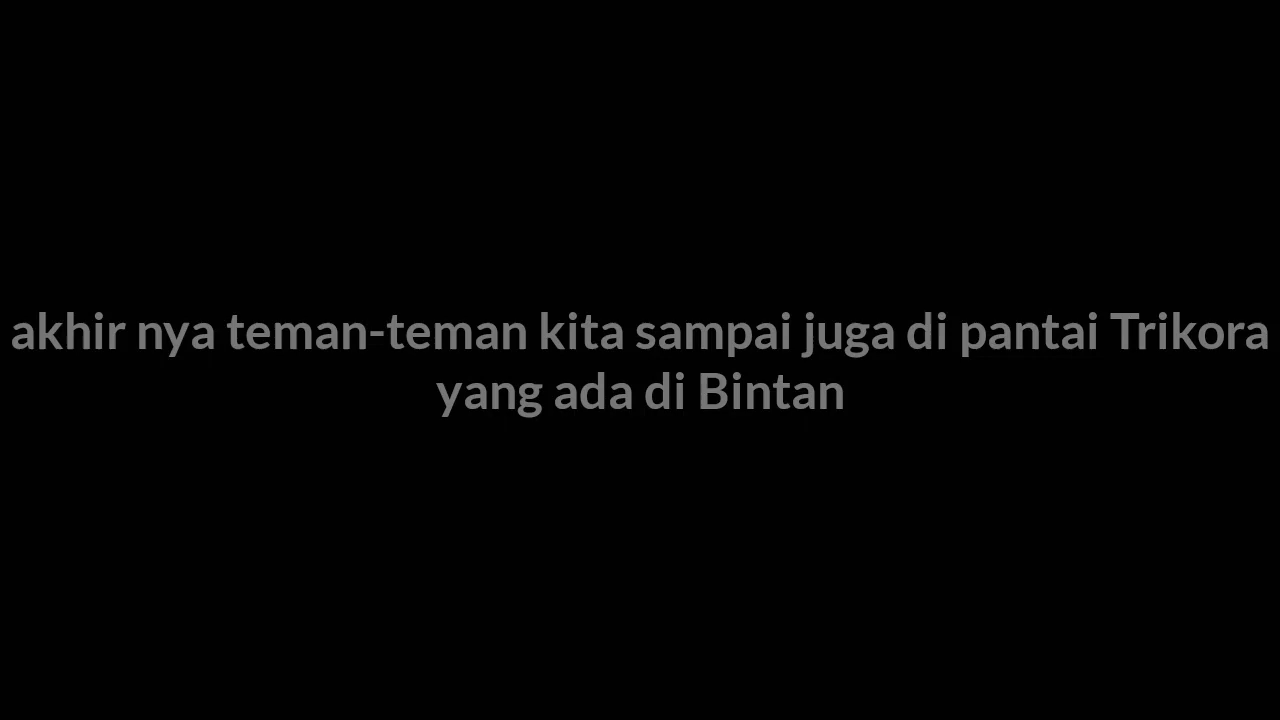 akhir nya teman-teman kita sampai juga di pantai Trikora
yang ada di Bintan